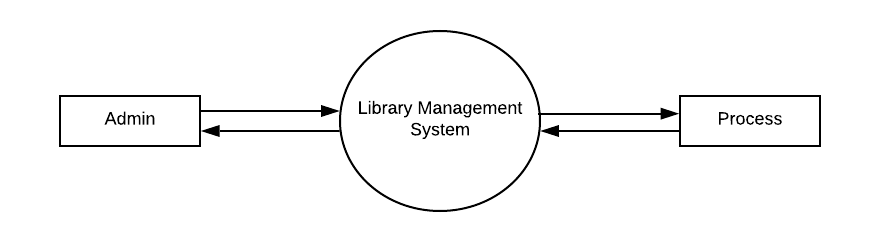 Admin
Library Management
System
Process